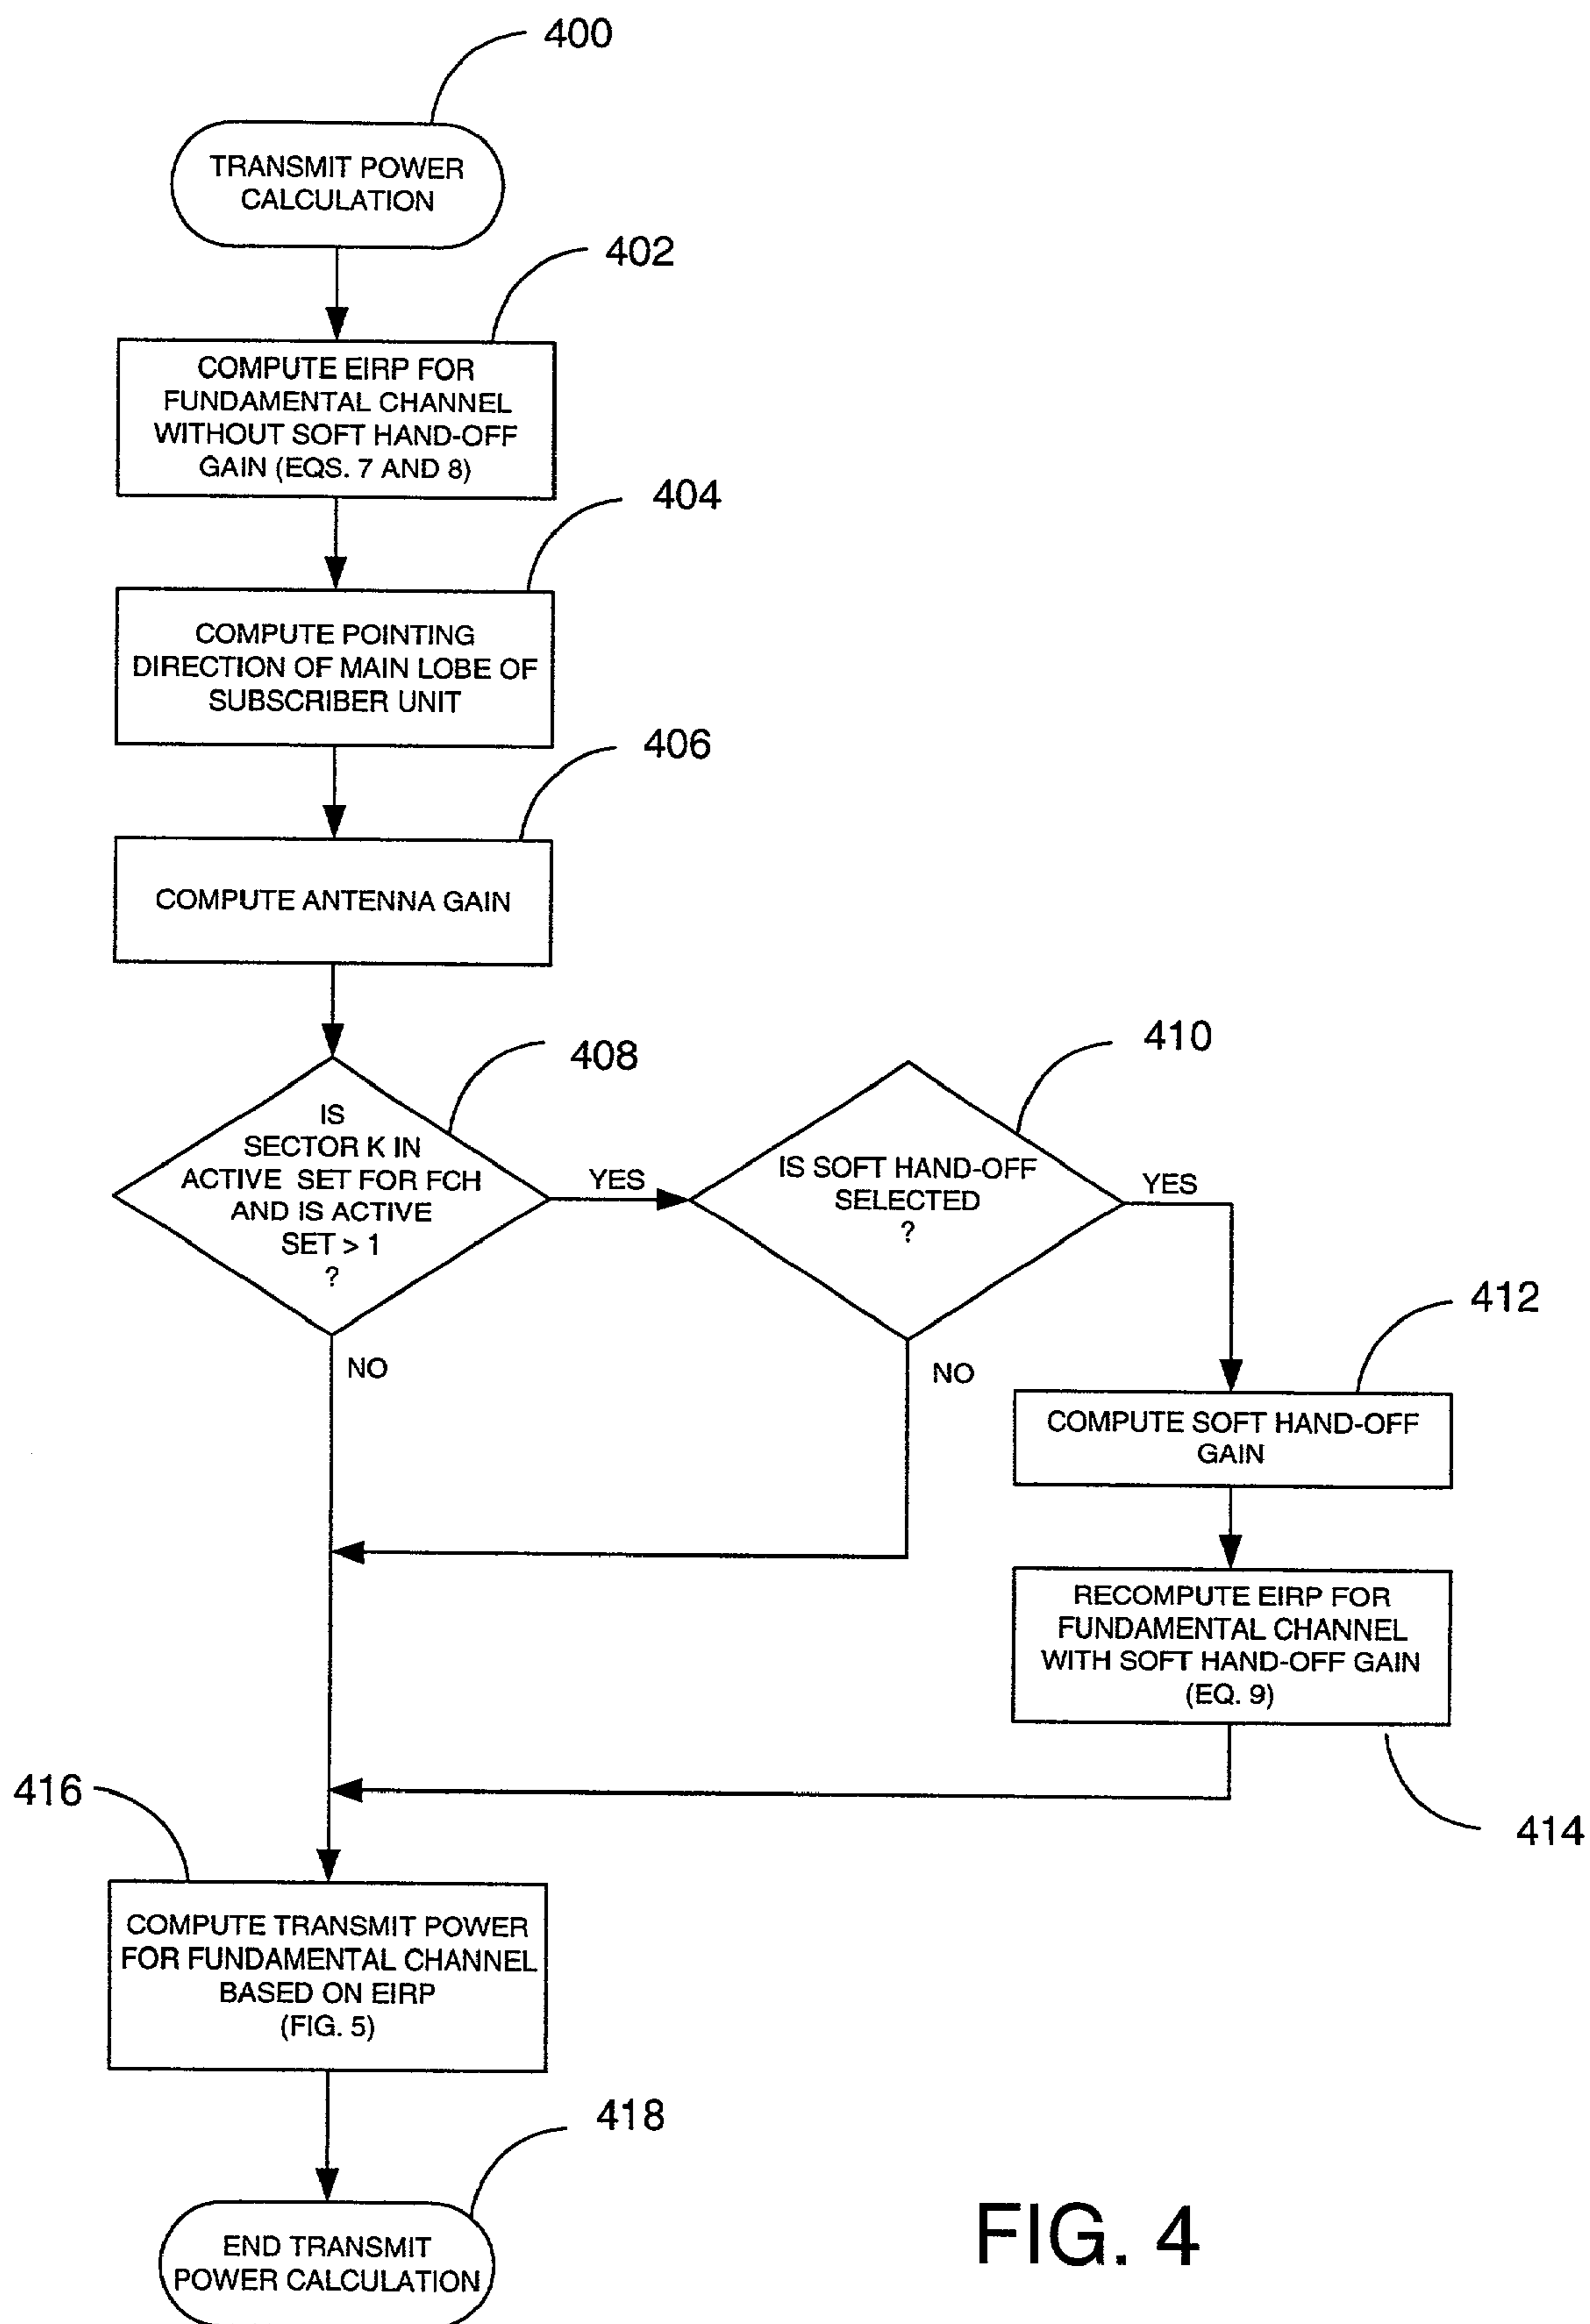 400
TRANSMIT POWER
CALCULATION
402
COMPUTE EIRP FOR
FUNDAMENTAL CHANNEL
WITHOUT SOFT HAND-OFF
GAIN (EQS. 7 AND 8)
404
COMPUTE POINTING
DIRECTION OF MAIN LOBE OF
SUBSCRIBER UNIT
406
COMPUTE ANTENNA GAIN
408
IS
SECTOR K IN
ACTIVE SET FOR FCH
AND IS ACTIVE
SET > 1
?
YES
NO
410
IS SOFT HAND-OFF
SELECTED
?
YES
NO
412
COMPUTE SOFT HAND-OFF
GAIN
RECOMPUTE EIRP FOR
FUNDAMENTAL CHANNEL
WITH SOFT HAND-OFF GAIN
(EQ. 9)
414
416
COMPUTE TRANSMIT POWER
FOR FUNDAMENTAL CHANNEL
BASED ON EIRP
(FIG. 5)
418
END TRANSMIT
POWER CALCULATION
FIG. 4